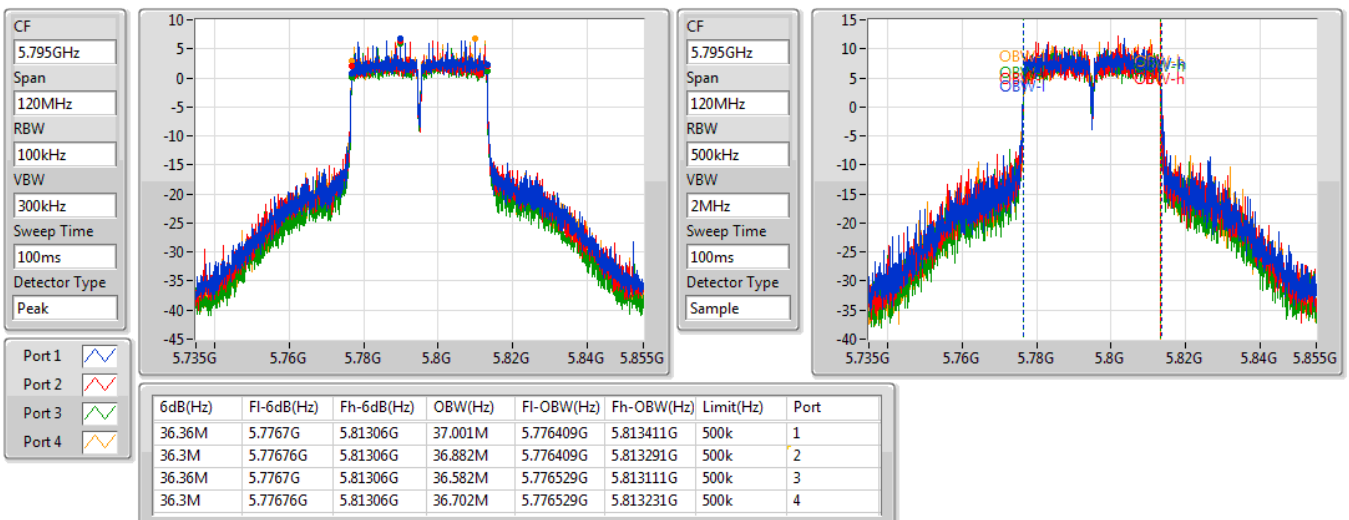 CF
5.795GHz
Span
120MHz
RBW
100kHz
VBW
300kHz
Sweep Time
100ms
Detector Type
Peak
10
5
0
-5
-10
-15
-20
-25
-30
-35
-40
-45
5.735G 5.76G 5.78G 5.8G 5.82G 5.84G 5.855G
CF
5.795GHz
Span
120MHz
RBW
500kHz
VBW
2MHz
Sweep Time
100ms
Detector Type
Sample
15
10
5
0
-5
-10
-15
-20
-25
-30
-35
-40
OBW-l
OBW-h
5.735G 5.76G 5.78G 5.8G 5.82G 5.84G 5.855G
Port 1
Port 2
Port 3
Port 4
6dB(Hz) Fl-6dB(Hz) Fh-6dB(Hz) OBW(Hz) Fl-OBW(Hz) Fh-OBW(Hz) Limit(Hz) Port
36.36M 5.7767G 5.81306G 37.001M 5.776409G 5.813411G 500k 1
36.3M 5.77676G 5.81306G 36.882M 5.776409G 5.813291G 500k 2
36.36M 5.7767G 5.81306G 36.582M 5.776529G 5.813111G 500k 3
36.3M 5.77676G 5.81306G 36.702M 5.776529G 5.813231G 500k 4